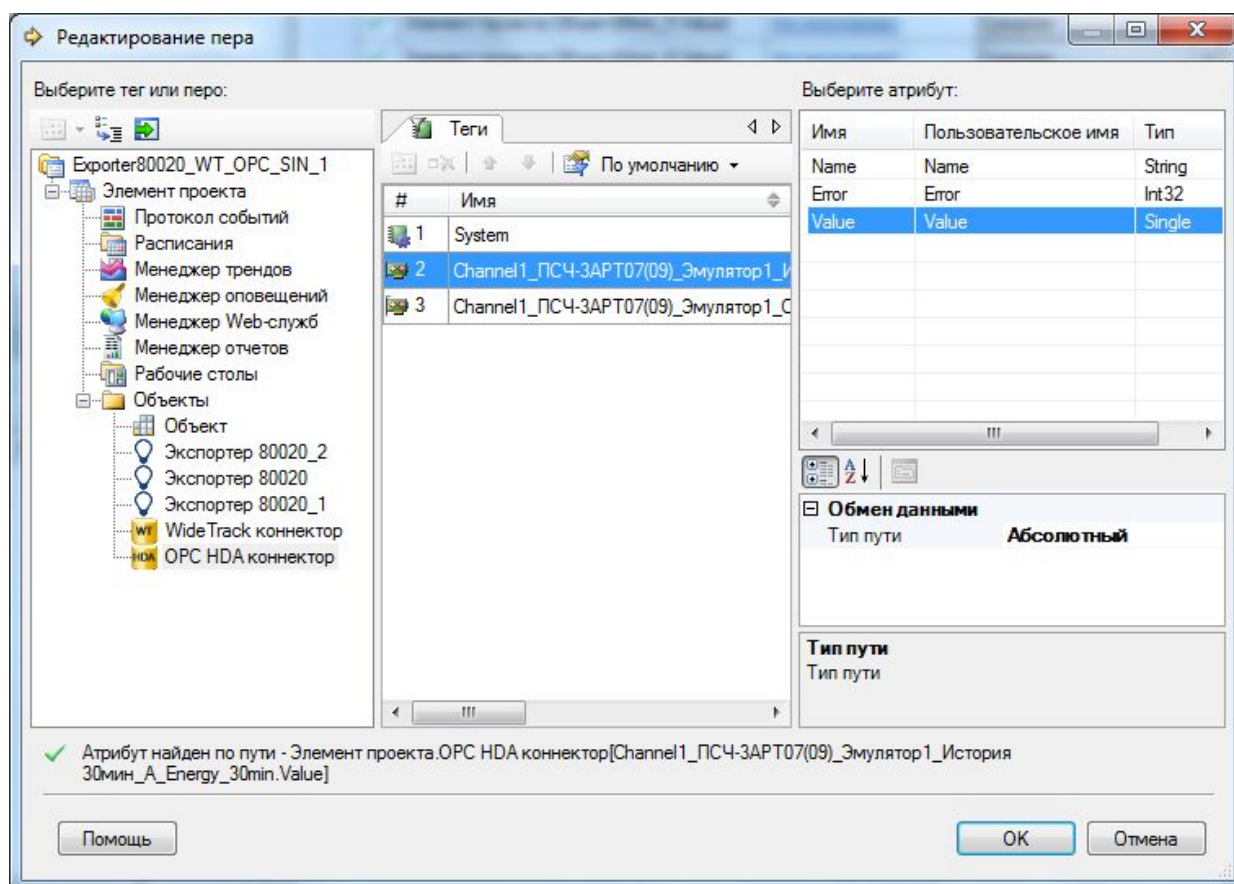 Редактирование пера
Выберите тег или перо:
Exporter80020_WT_OPC_SIN_1
Элемент проекта
Протокол событий
Расписания
Менеджер трендов
Менеджер оповещений
Менеджер Web-служб
Менеджер отчетов
Рабочие столы
Объекты
Объект
Экспортер 80020_2
Экспортер 80020
Экспортер 80020_1
WT WideTrack коннектор
HDA OPC HDA коннектор
Теги
По умолчанию
# Имя
1 System
2 Channel1_ПСЧ-3АРТ07(09)_Эмулятор1_И
3 Channel1_ПСЧ-3АРТ07(09)_Эмулятор1_С
Выберите атрибут:
Имя Пользовательское имя Тип
Name Name String
Error Error Int32
Value Value Single
Обмен данными
Тип пути Абсолютный
Тип пути
Тип пути
Атрибут найден по пути - Элемент проекта.OPC HDA коннектор[Channel1_ПСЧ-3АРТ07(09)_Эмулятор1_История
30мин_A_Energy_30min.Value]
Помощь
OK
Отмена